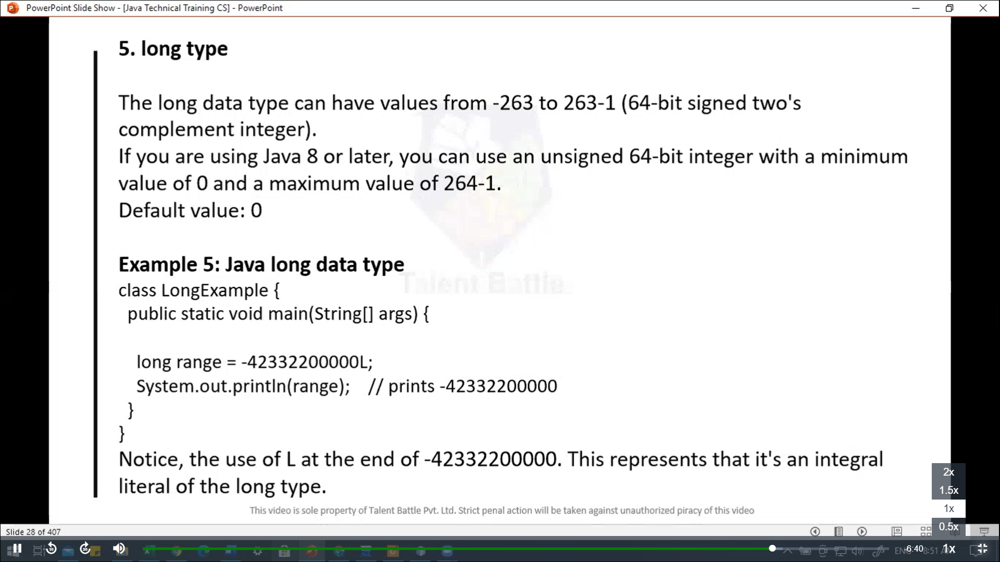 PowerPoint Slide Show - [Java Technical Training CS] - PowerPoint
5. long type
The long data type can have values from -263 to 263-1 (64-bit signed two's
complement integer).
If you are using Java 8 or later, you can use an unsigned 64-bit integer with a minimum
value of 0 and a maximum value of 264-1.
Default value: 0
Example 5: Java long data type
Talent Battle
class LongExample {
public static void main(String[] args) {
long range = -42332200000L;
System.out.println(range);    // prints -42332200000
}
}
Notice, the use of L at the end of -42332200000. This represents that it's an integral
literal of the long type.
This video is sole property of Talent Battle Pvt. Ltd. Strict penal action will be taken against unauthorized piracy of this video
2x
1.5x
1x
0.5x
Slide 28 of 407
10
30
ENG
-6:40
8:51
1x